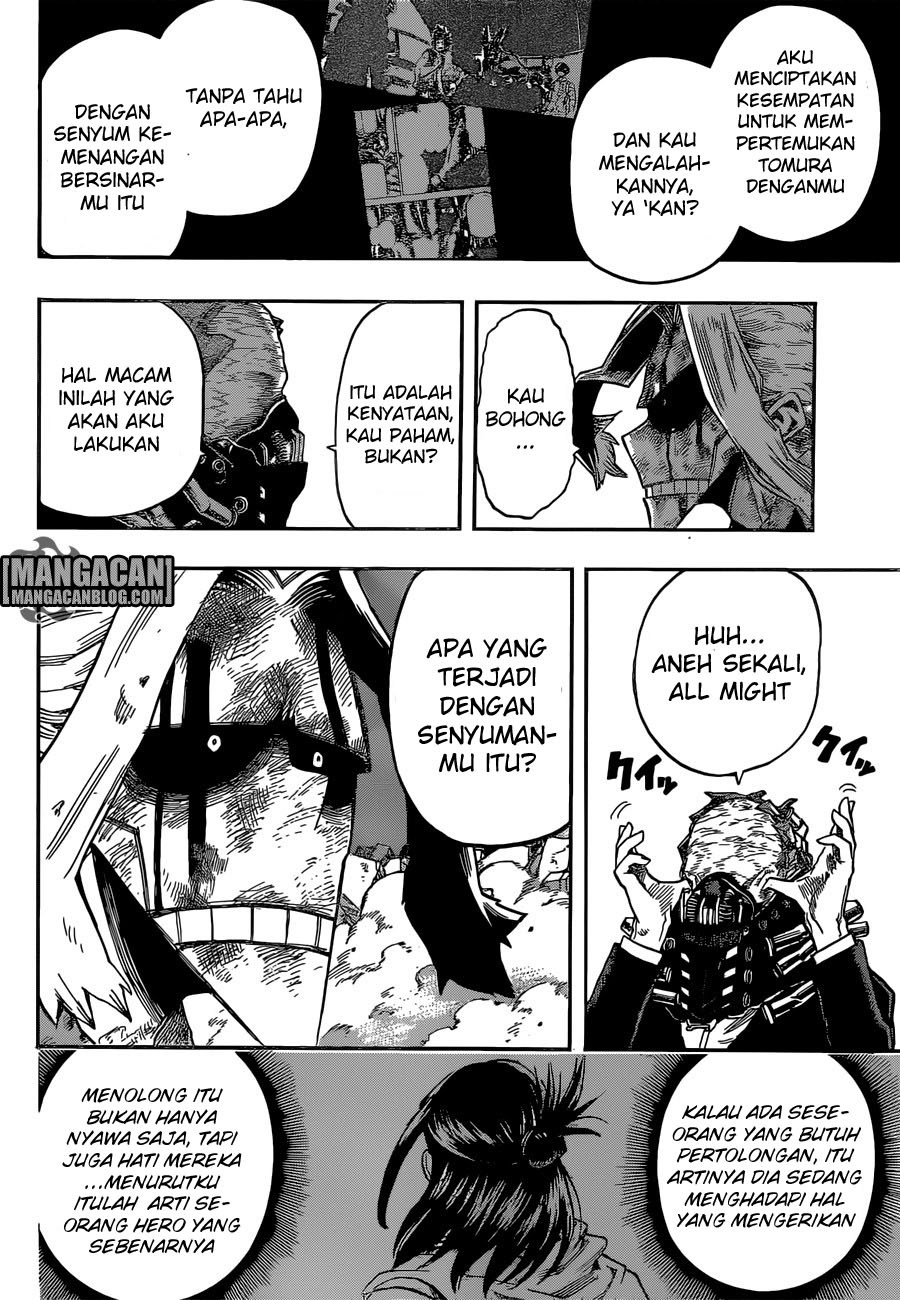 AKU
MENCIPTAKAN
KESEMPATAN
UNTUK MEM-
PERTEMUKAN
TOMURA
DENGANMU
DAN KAU
MENGALAH-
KANNYA,
YA 'KAN?
TANPA TAHU
APA-APA,
DENGAN
SENYUM KE-
MENANGAN
BERSINAR-
MU ITU
KAU
BOHONG
...
ITU ADALAH
KENYATAAN,
KAU PAHAM,
BUKAN?
HAL MACAM
INILAH YANG
AKAN AKU
LAKUKAN
[MANGACAN]
MANGACANBLOG.COM
HUH...
ANEH SEKALI,
ALL MIGHT
クイッ
クイッ
APA YANG
TERJADI
DENGAN
SENYUMAN-
MU ITU?
KALAU ADA SESE-
ORANG YANG BUTUH
PERTOLONGAN, ITU
ARTINYA DIA SEDANG
MENGHADAPI HAL
YANG MENGERIKAN
MENOLONG ITU
BUKAN HANYA
NYAWA SAJA, TAPI
JUGA HATI MEREKA
...MENURUTKU
ITULAH ARTI SE-
ORANG HERO YANG
SEBENARNYA